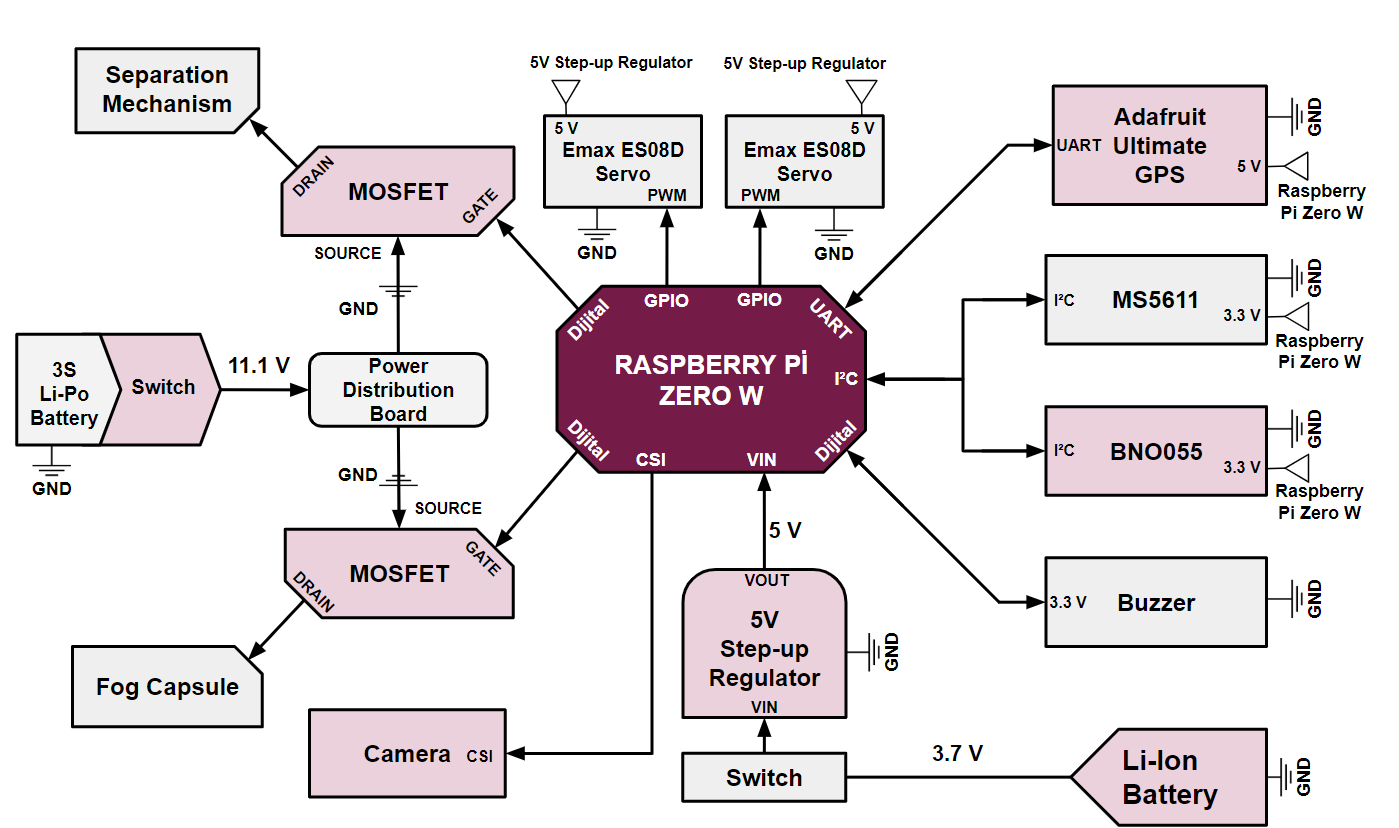 Separation
Mechanism
DRAIN
MOSFET
GATE
SOURCE
GND
5V Step-up Regulator
5 V
Emax ES08D
Servo
PWM
GND
5V Step-up Regulator
5 V
Emax ES08D
Servo
PWM
GND
Adafruit
Ultimate
GPS
UART
5 V
GND
Raspberry
Pi Zero W
I²C
MS5611
3.3 V
GND
Raspberry
Pi Zero W
Dijital
GPIO
GPIO
UART
RASPBERRY Pİ
ZERO W
I²C
Dijital
CSI
VIN
Dijital
3S
Li-Po
Battery
Switch
GND
11.1 V
Power
Distribution
Board
GND
SOURCE
MOSFET
GATE
DRAIN
Fog Capsule
I²C
BNO055
3.3 V
GND
Raspberry
Pi Zero W
3.3 V
Buzzer
GND
5 V
VOUT
5V
Step-up
Regulator
VIN
GND
Camera
CSI
Switch
3.7 V
Li-Ion
Battery
GND